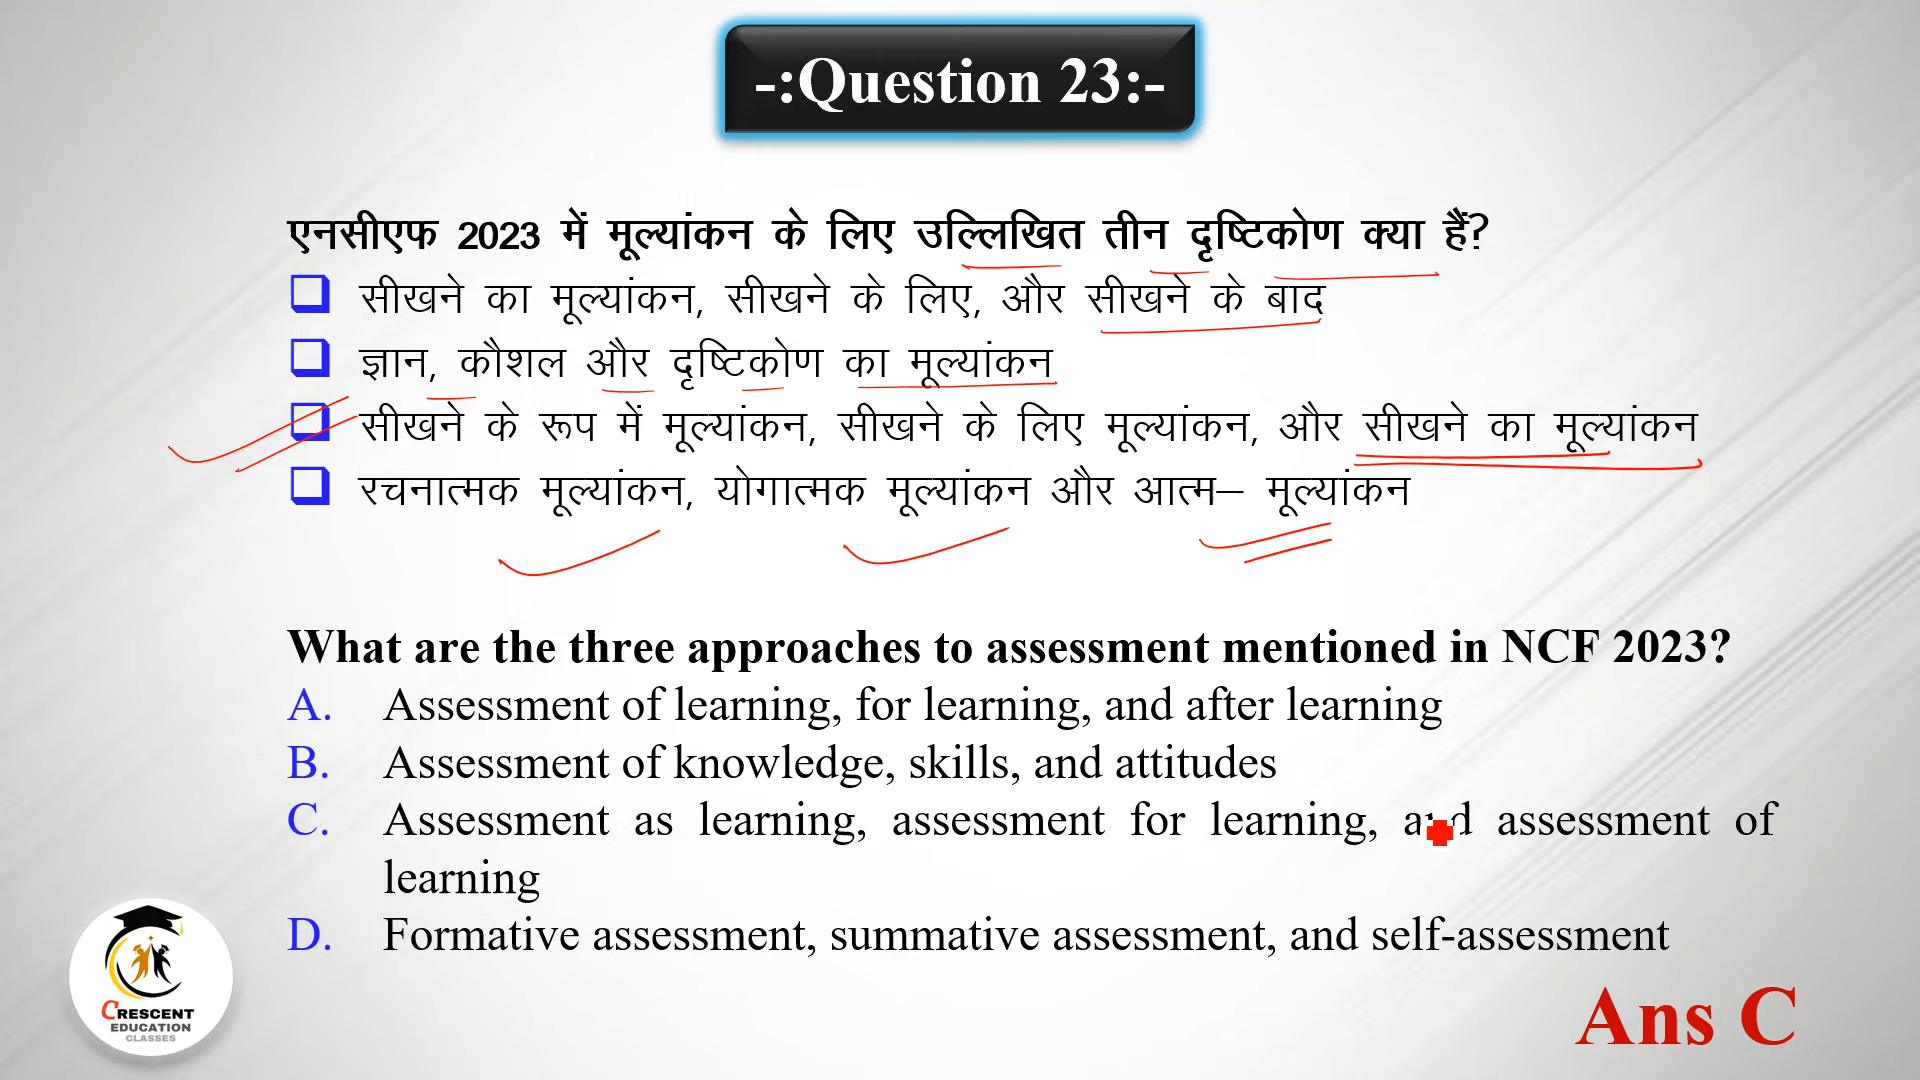 -:Question 23:-
एनसीएफ 2023 में मूल्यांकन के लिए उल्लिखित तीन दृष्टिकोण क्या हैं?
सीखने का मूल्यांकन, सीखने के लिए, और सीखने के बाद
ज्ञान, कौशल और दृष्टिकोण का मूल्यांकन
सीखने के रूप में मूल्यांकन, सीखने के लिए मूल्यांकन, और सीखने का मूल्यांकन
रचनात्मक मूल्यांकन, योगात्मक मूल्यांकन और आत्म– मूल्यांकन
What are the three approaches to assessment mentioned in NCF 2023?
A. Assessment of learning, for learning, and after learning
B. Assessment of knowledge, skills, and attitudes
C. Assessment as learning, assessment for learning, and assessment of
learning
D. Formative assessment, summative assessment, and self-assessment
Ans C
CRESCENT
EDUCATION
CLASSES